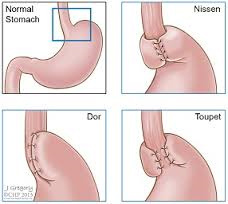 Normal
Stomach
Nissen
Dor
Toupet
J Gregory
©CHP 2015